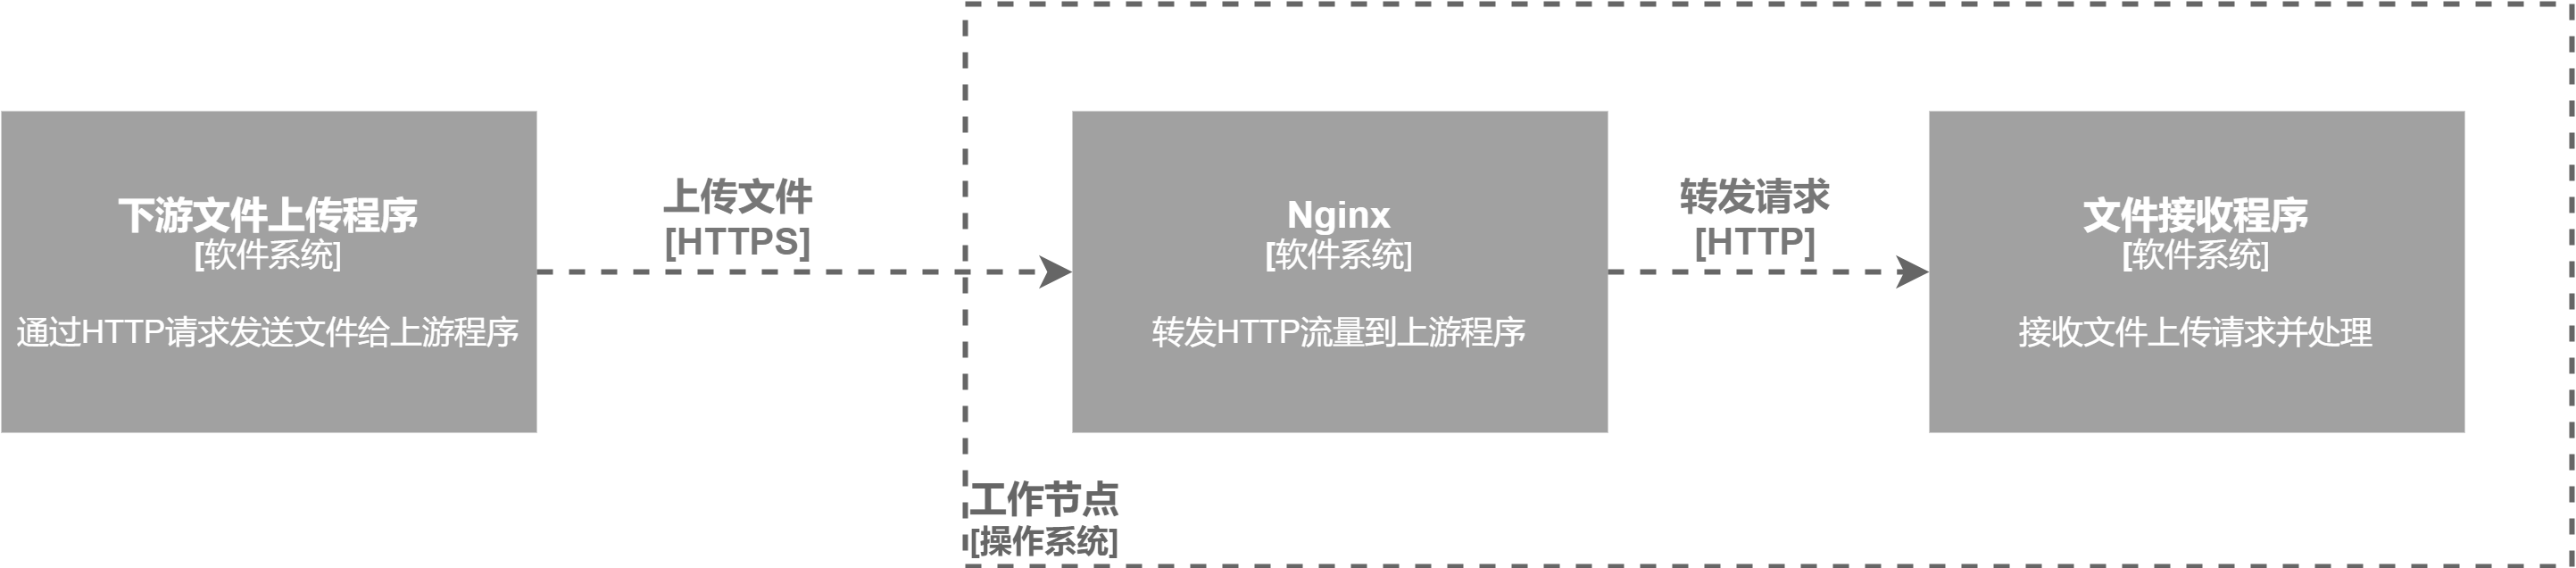 下游文件上传程序
[软件系统]
通过HTTP请求发送文件给上游程序
上传文件
[HTTPS]
Nginx
[软件系统]
转发HTTP流量到上游程序
转发请求
[HTTP]
文件接收程序
[软件系统]
接收文件上传请求并处理
工作节点
[操作系统]